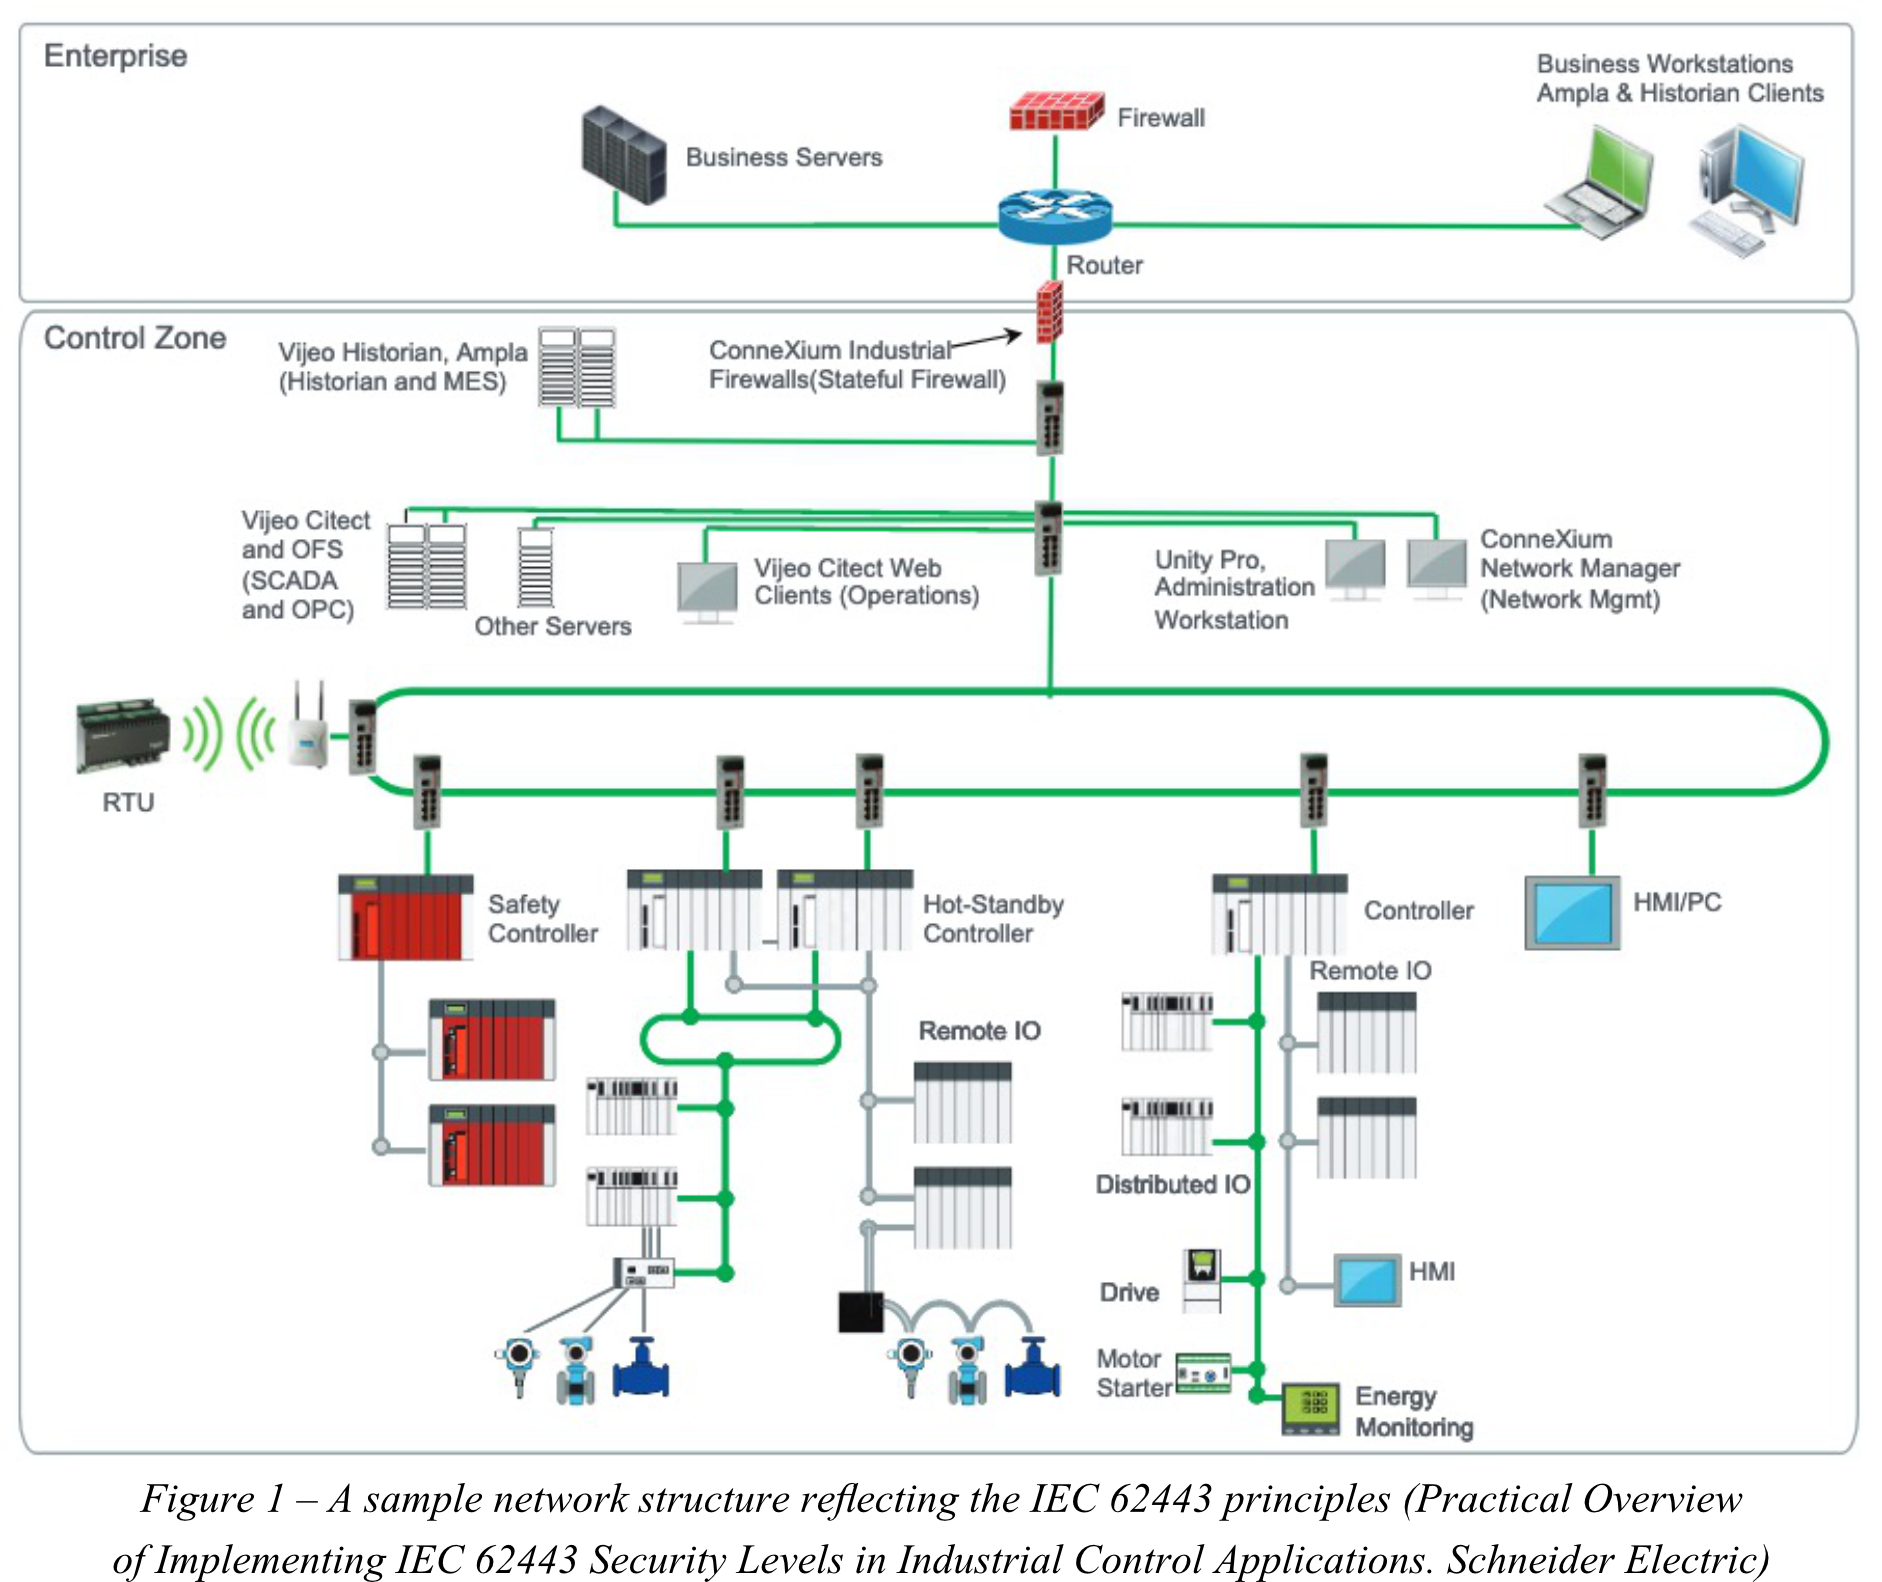 Enterprise
Business Workstations
Ampla & Historian Clients
Firewall
Business Servers
Router
Control Zone
Vijeo Historian, Ampla
(Historian and MES)
ConneXium Industrial
Firewalls(Stateful Firewall)
Vijeo Citect
and OFS
(SCADA
and OPC)
Other Servers
Vijeo Citect Web
Clients (Operations)
Unity Pro,
Administration
Workstation
ConneXium
Network Manager
(Network Mgmt)
RTU
Safety
Controller
Hot-Standby
Controller
Controller
HMI/PC
Remote IO
Remote IO
Distributed IO
Drive
HMI
Motor
Starter
Energy
Monitoring
Figure 1 – A sample network structure reflecting the IEC 62443 principles (Practical Overview
of Implementing IEC 62443 Security Levels in Industrial Control Applications. Schneider Electric)